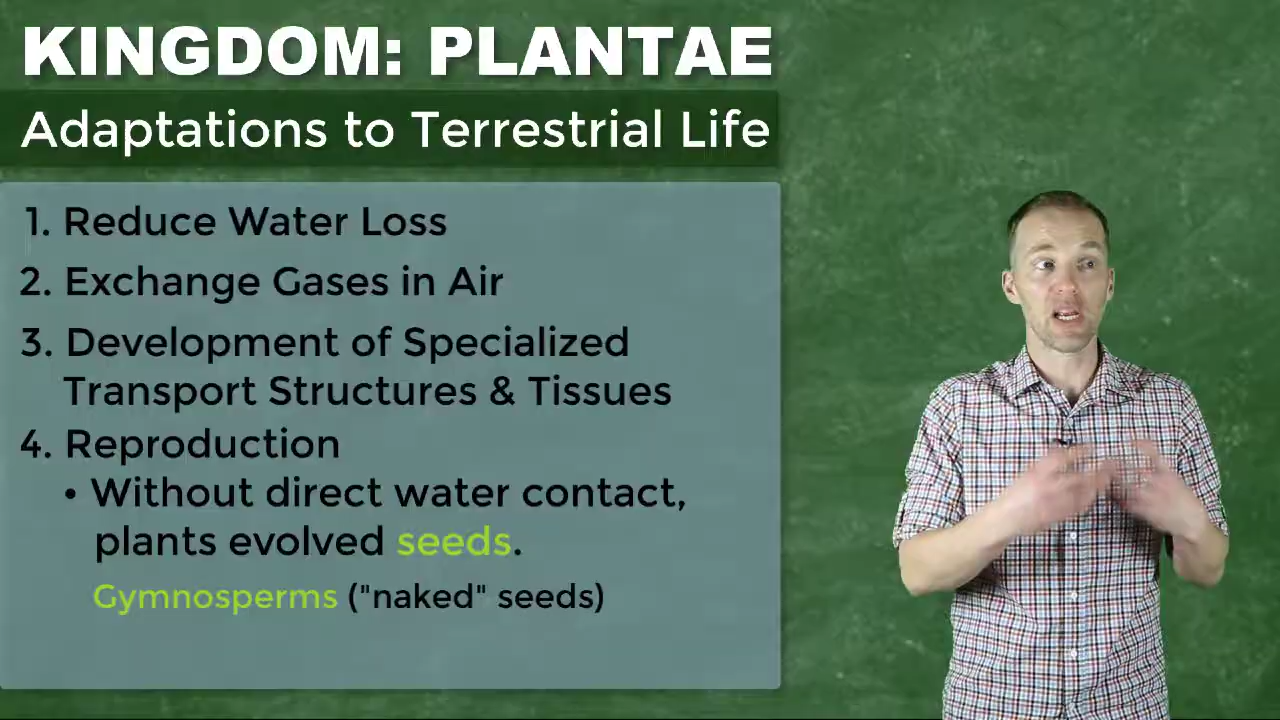 KINGDOM: PLANTAE
Adaptations to Terrestrial Life
1. Reduce Water Loss
2. Exchange Gases in Air
3. Development of Specialized
Transport Structures & Tissues
4. Reproduction
• Without direct water contact,
plants evolved seeds.
Gymnosperms ("naked" seeds)